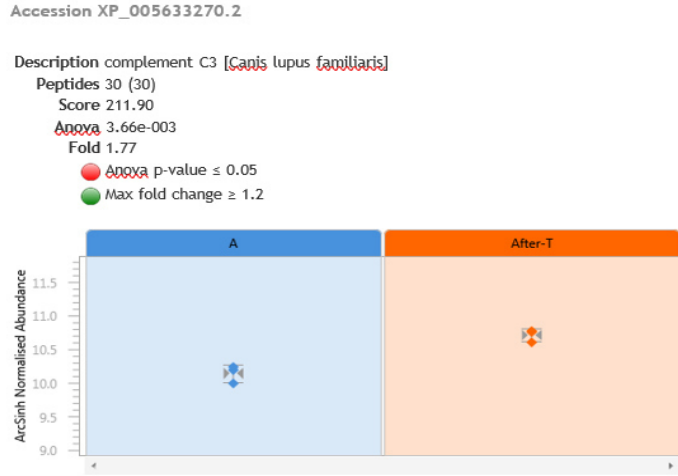 Accession XP_005633270.2
Description complement C3 [Canis lupus familiaris]
Peptides 30 (30)
Score 211.90
Anova 3.66e-003
Fold 1.77
Anova p-value ≤ 0.05
Max fold change ≥ 1.2
A After-T
ArcSinh Normalised Abundance
11.5
11.0
10.5
10.0
9.5
9.0